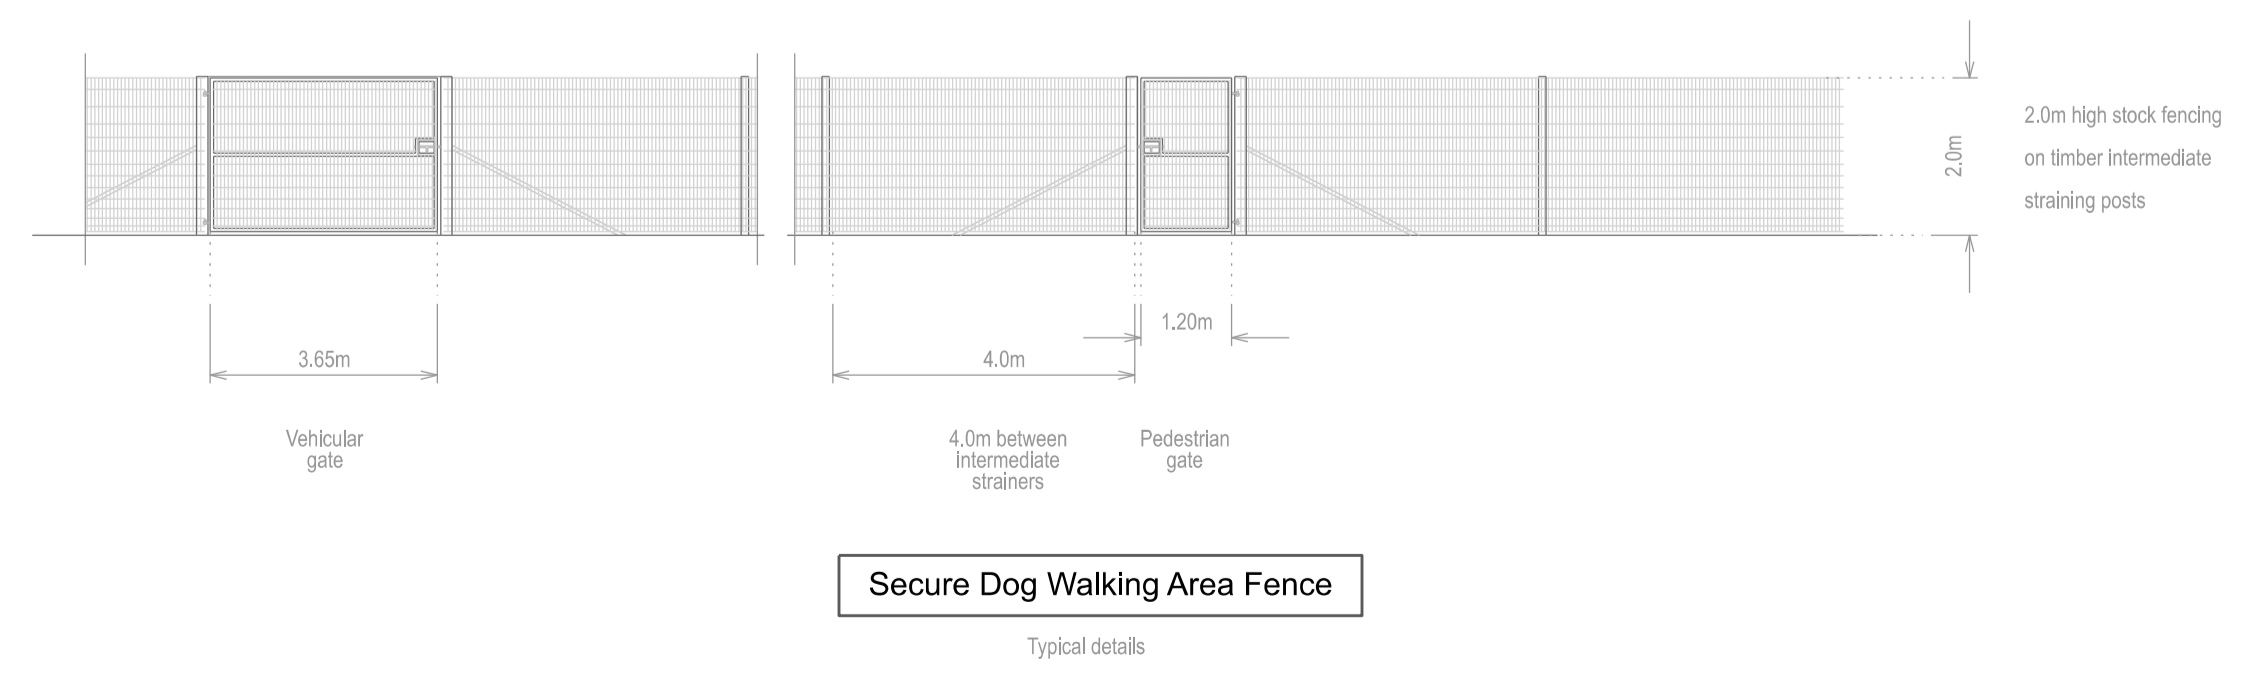 2.0m
2.0m high stock fencing
on timber intermediate
straining posts
3.65m
4.0m
1.20m
Vehicular
gate
4.0m between
intermediate
strainers
Pedestrian
gate
Secure Dog Walking Area Fence
Typical details